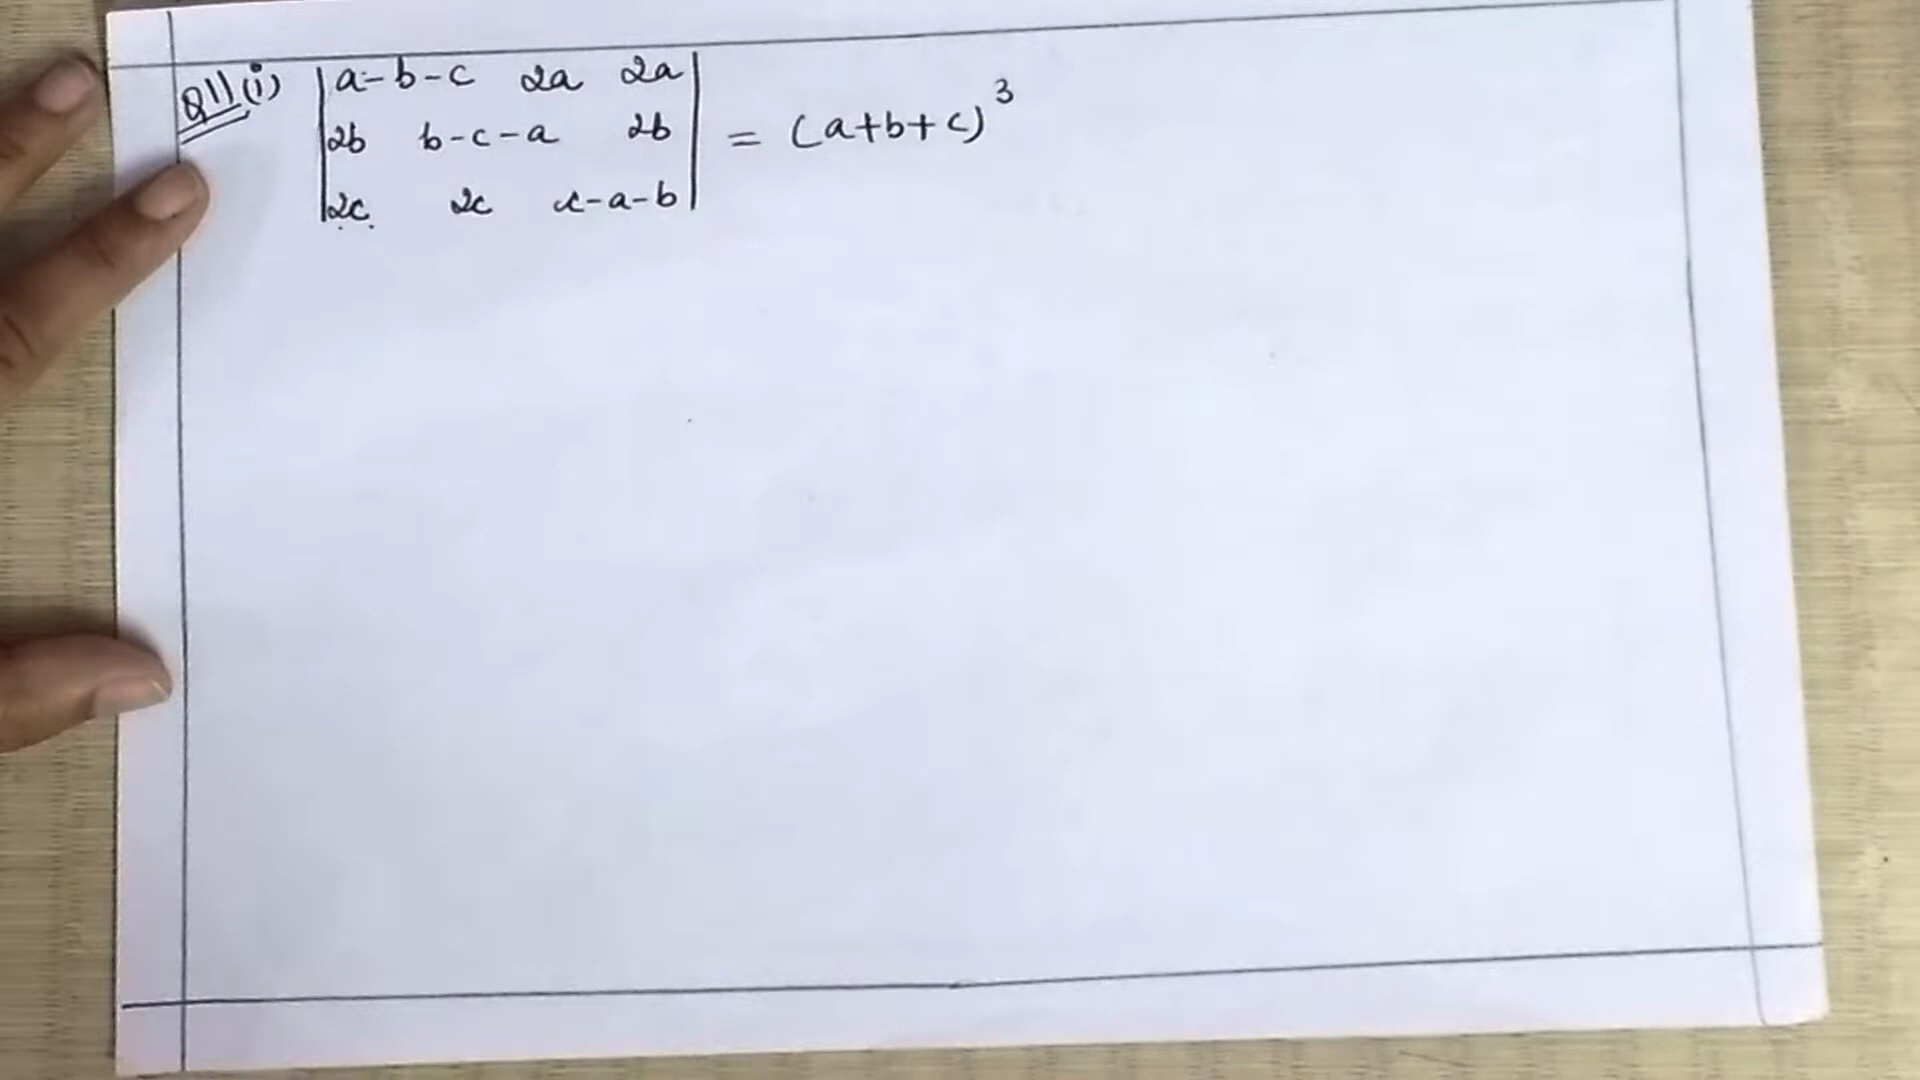 Q11(i) | a-b-c 2a 2a |
| 2b b-c-a 2b | = (a+b+c)³
| 2c 2c c-a-b |